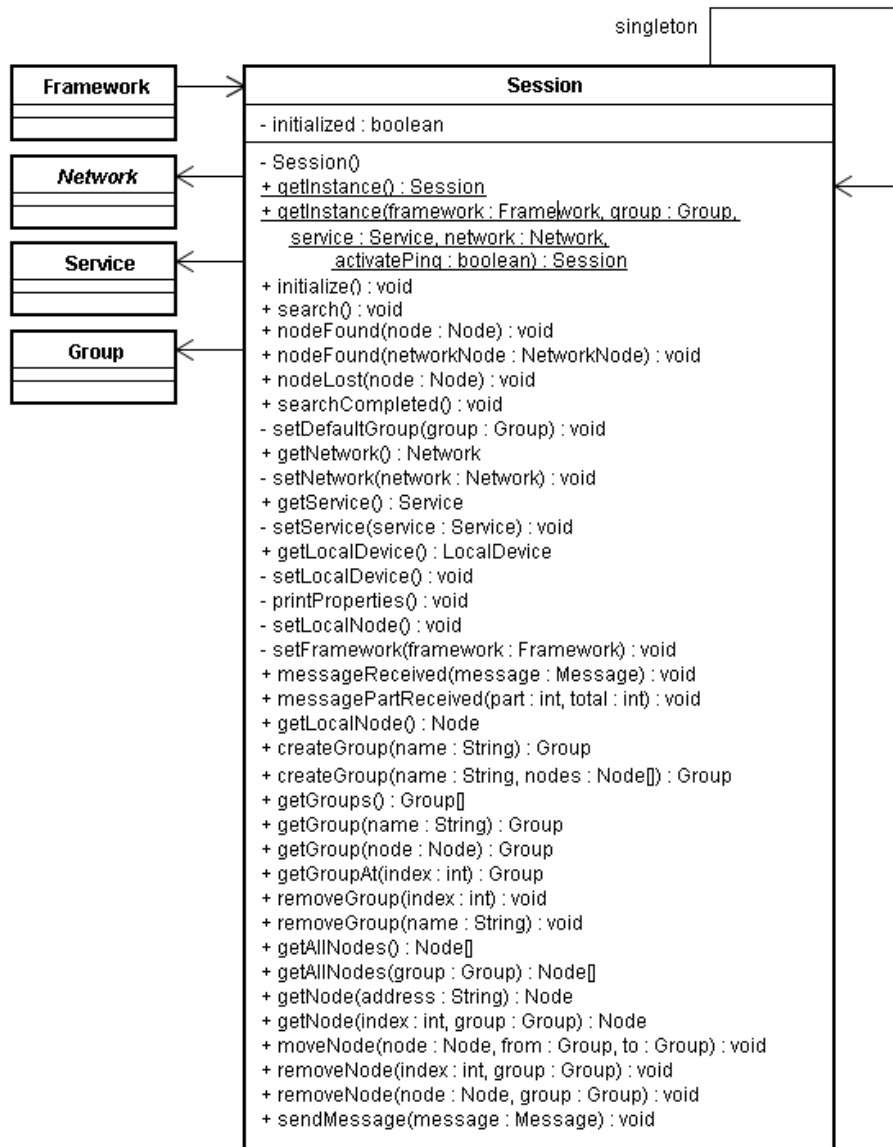 singleton
Framework
Network
Service
Group
Session
- initialized : boolean
- Session()
+ getInstance() : Session
+ getInstance(framework : Framework, group : Group,
service : Service, network : Network,
activatePing : boolean) : Session
+ initialize() : void
+ search() : void
+ nodeFound(node : Node) : void
+ nodeFound(networkNode : NetworkNode) : void
+ nodeLost(node : Node) : void
+ searchCompleted() : void
- setDefaultGroup(group : Group) : void
+ getNetwork() : Network
- setNetwork(network : Network) : void
+ getService() : Service
- setService(service : Service) : void
+ getLocalDevice() : LocalDevice
- setLocalDevice() : void
- printProperties() : void
- setLocalNode() : void
- setFramework(framework : Framework) : void
+ messageReceived(message : Message) : void
+ messagePartReceived(part : int, total : int) : void
+ getLocalNode() : Node
+ createGroup(name : String) : Group
+ createGroup(name : String, nodes : Node[]) : Group
+ getGroups() : Group[]
+ getGroup(name : String) : Group
+ getGroup(node : Node) : Group
+ getGroupAt(index : int) : Group
+ removeGroup(index : int) : void
+ removeGroup(name : String) : void
+ getAllNodes() : Node[]
+ getAllNodes(group : Group) : Node[]
+ getNode(address : String) : Node
+ getNode(index : int, group : Group) : Node
+ moveNode(node : Node, from : Group, to : Group) : void
+ removeNode(index : int, group : Group) : void
+ removeNode(node : Node, group : Group) : void
+ sendMessage(message : Message) : void